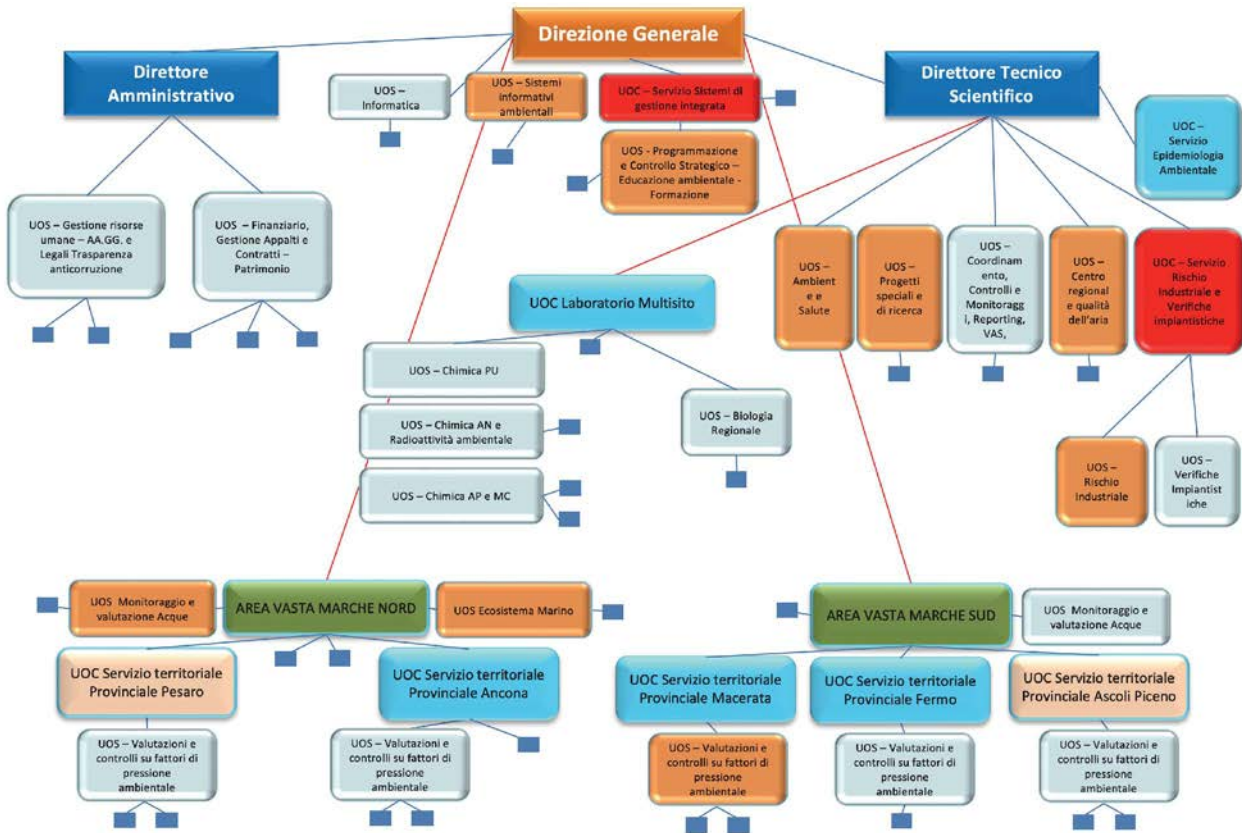 Direzione Generale
Direttore
Amministrativo
UOS –
Informatica
UOS – Sistemi
informativi
ambientali
UOC – Servizio Sistemi di
gestione integrata
Direttore Tecnico
Scientifico
UOC –
Servizio
Epidemiologia
Ambientale
UOS - Programmazione
e Controllo Strategico –
Educazione ambientale -
Formazione
UOS – Gestione risorse
umane – AA.GG. e
Legali Trasparenza
anticorruzione
UOS – Finanziario,
Gestione Appalti e
Contratti –
Patrimonio
UOS –
Ambient
e e
Salute
UOS –
Progetti
speciali e
di ricerca
UOS –
Coordinam
ento,
Controlli e
Monitoragg
i, Reporting,
VAS,
UOS –
Centro
regional
e qualità
dell'aria
UOC – Servizio
Rischio
Industriale e
Verifiche
impiantistiche
UOC Laboratorio Multisito
UOS – Chimica PU
UOS – Chimica AN e
Radioattività ambientale
UOS – Chimica AP e MC
UOS – Biologia
Regionale
UOS –
Rischio
Industriale
UOS –
Verifiche
Impiantist
iche
UOS Monitoraggio e
valutazione Acque
AREA VASTA MARCHE NORD
UOS Ecosistema Marino
AREA VASTA MARCHE SUD
UOS Monitoraggio e
valutazione Acque
UOC Servizio territoriale
Provinciale Pesaro
UOC Servizio territoriale
Provinciale Ancona
UOC Servizio territoriale
Provinciale Macerata
UOC Servizio territoriale
Provinciale Fermo
UOC Servizio territoriale
Provinciale Ascoli Piceno
UOS – Valutazioni e
controlli su fattori di
pressione
ambientale
UOS – Valutazioni e
controlli su fattori di
pressione
ambientale
UOS – Valutazioni e
controlli su fattori di
pressione
ambientale
UOS – Valutazioni e
controlli su fattori di
pressione
ambientale
UOS – Valutazioni e
controlli su fattori di
pressione
ambientale